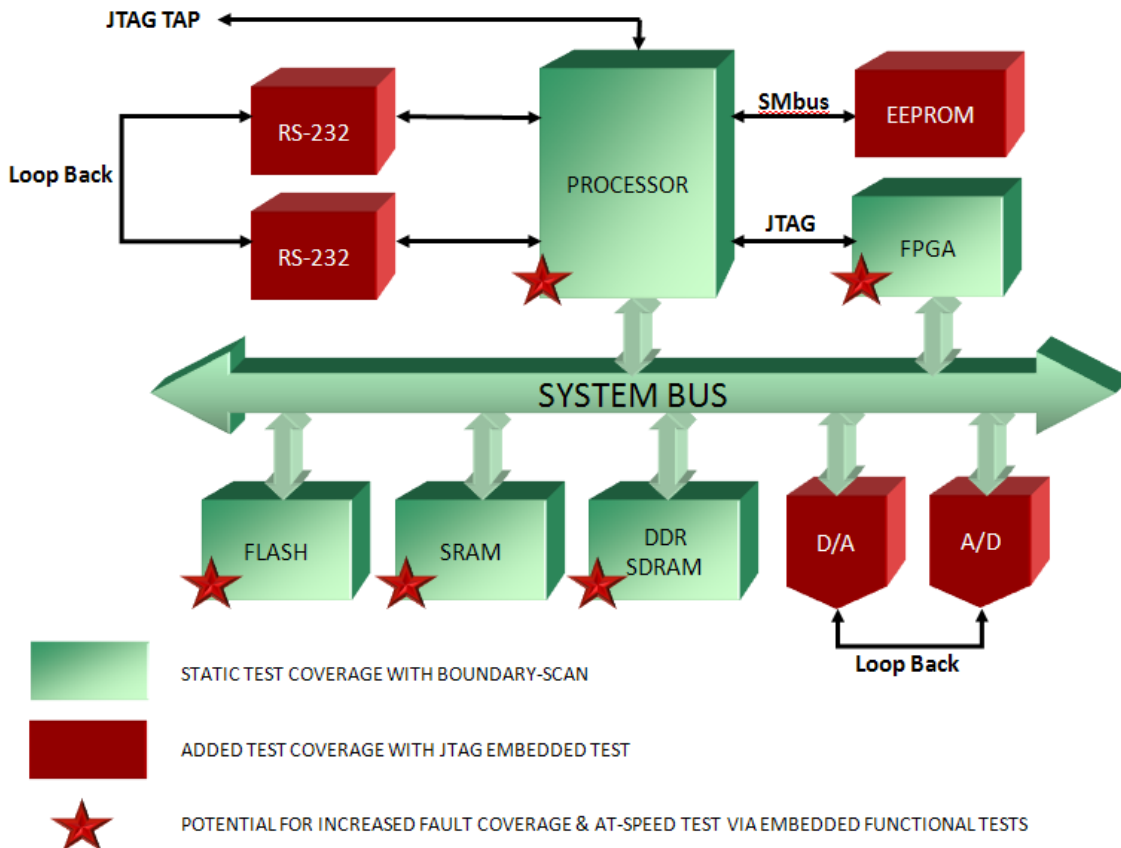 JTAG TAP
RS-232
SMbus
EEPROM
Loop Back
PROCESSOR
RS-232
JTAG
FPGA
SYSTEM BUS
FLASH
SRAM
DDR
SDRAM
D/A
A/D
Loop Back
STATIC TEST COVERAGE WITH BOUNDARY-SCAN
ADDED TEST COVERAGE WITH JTAG EMBEDDED TEST
POTENTIAL FOR INCREASED FAULT COVERAGE & AT-SPEED TEST VIA EMBEDDED FUNCTIONAL TESTS